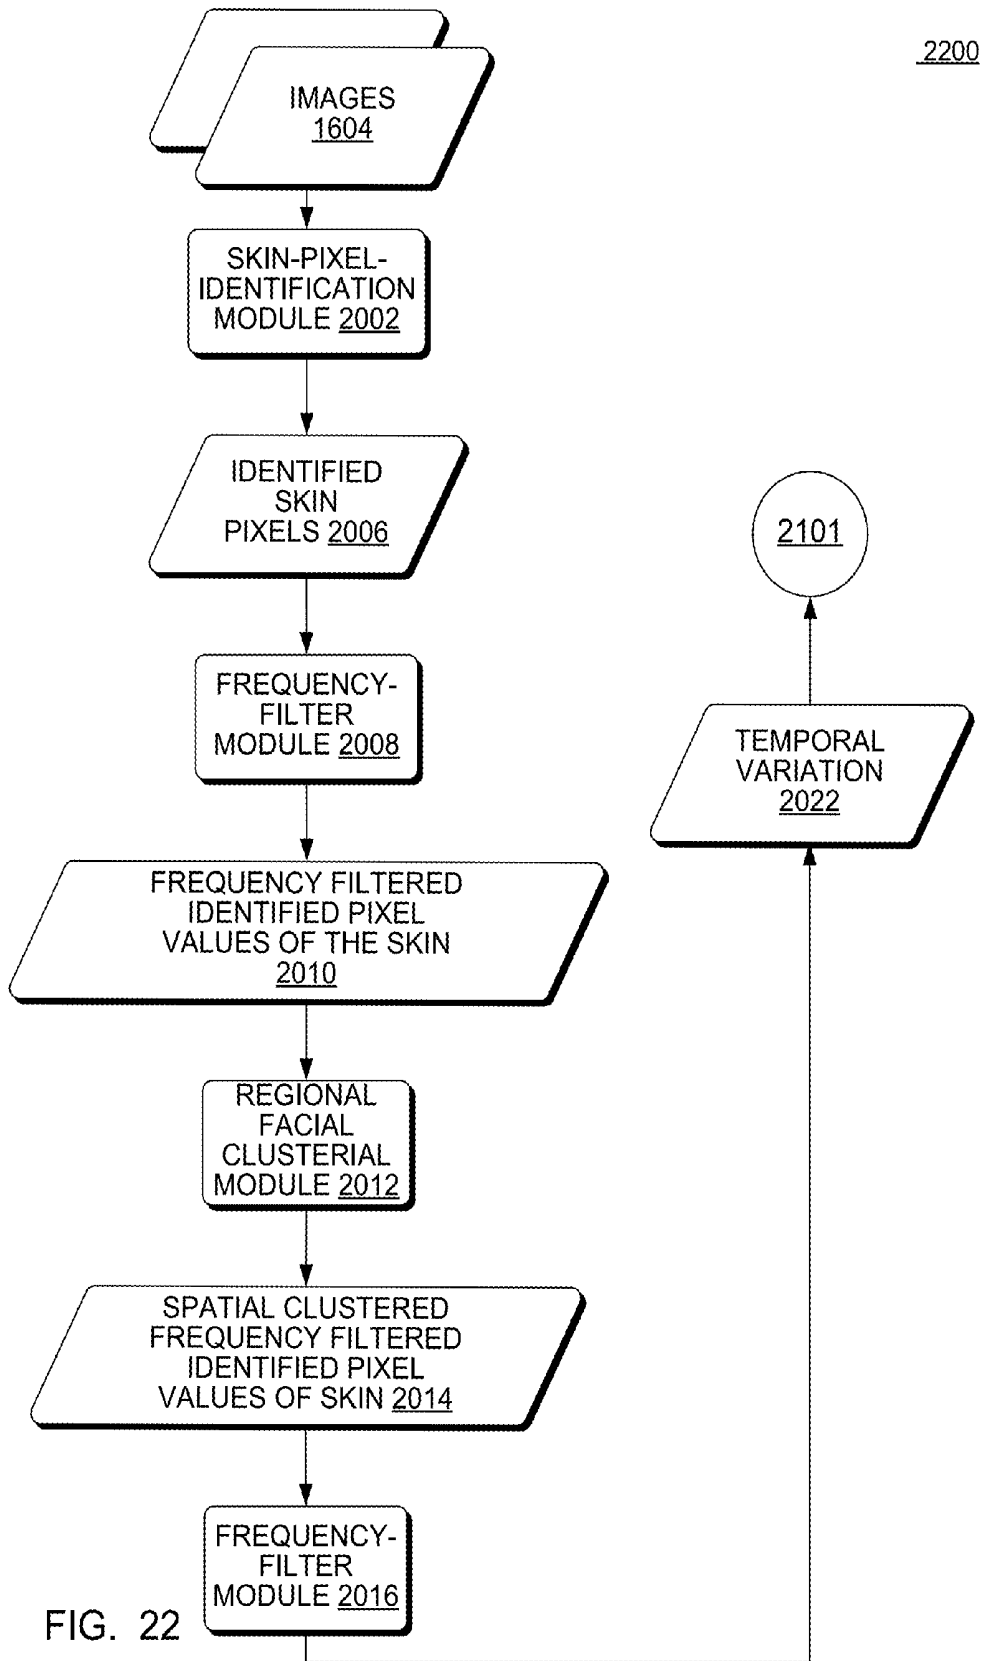 2200
IMAGES
1604
SKIN-PIXEL-
IDENTIFICATION
MODULE 2002
IDENTIFIED
SKIN
PIXELS 2006
FREQUENCY-
FILTER
MODULE 2008
FREQUENCY FILTERED
IDENTIFIED PIXEL
VALUES OF THE SKIN
2010
REGIONAL
FACIAL
CLUSTERIAL
MODULE 2012
SPATIAL CLUSTERED
FREQUENCY FILTERED
IDENTIFIED PIXEL
VALUES OF SKIN 2014
FREQUENCY-
FILTER
MODULE 2016
TEMPORAL
VARIATION
2022
2101
FIG. 22